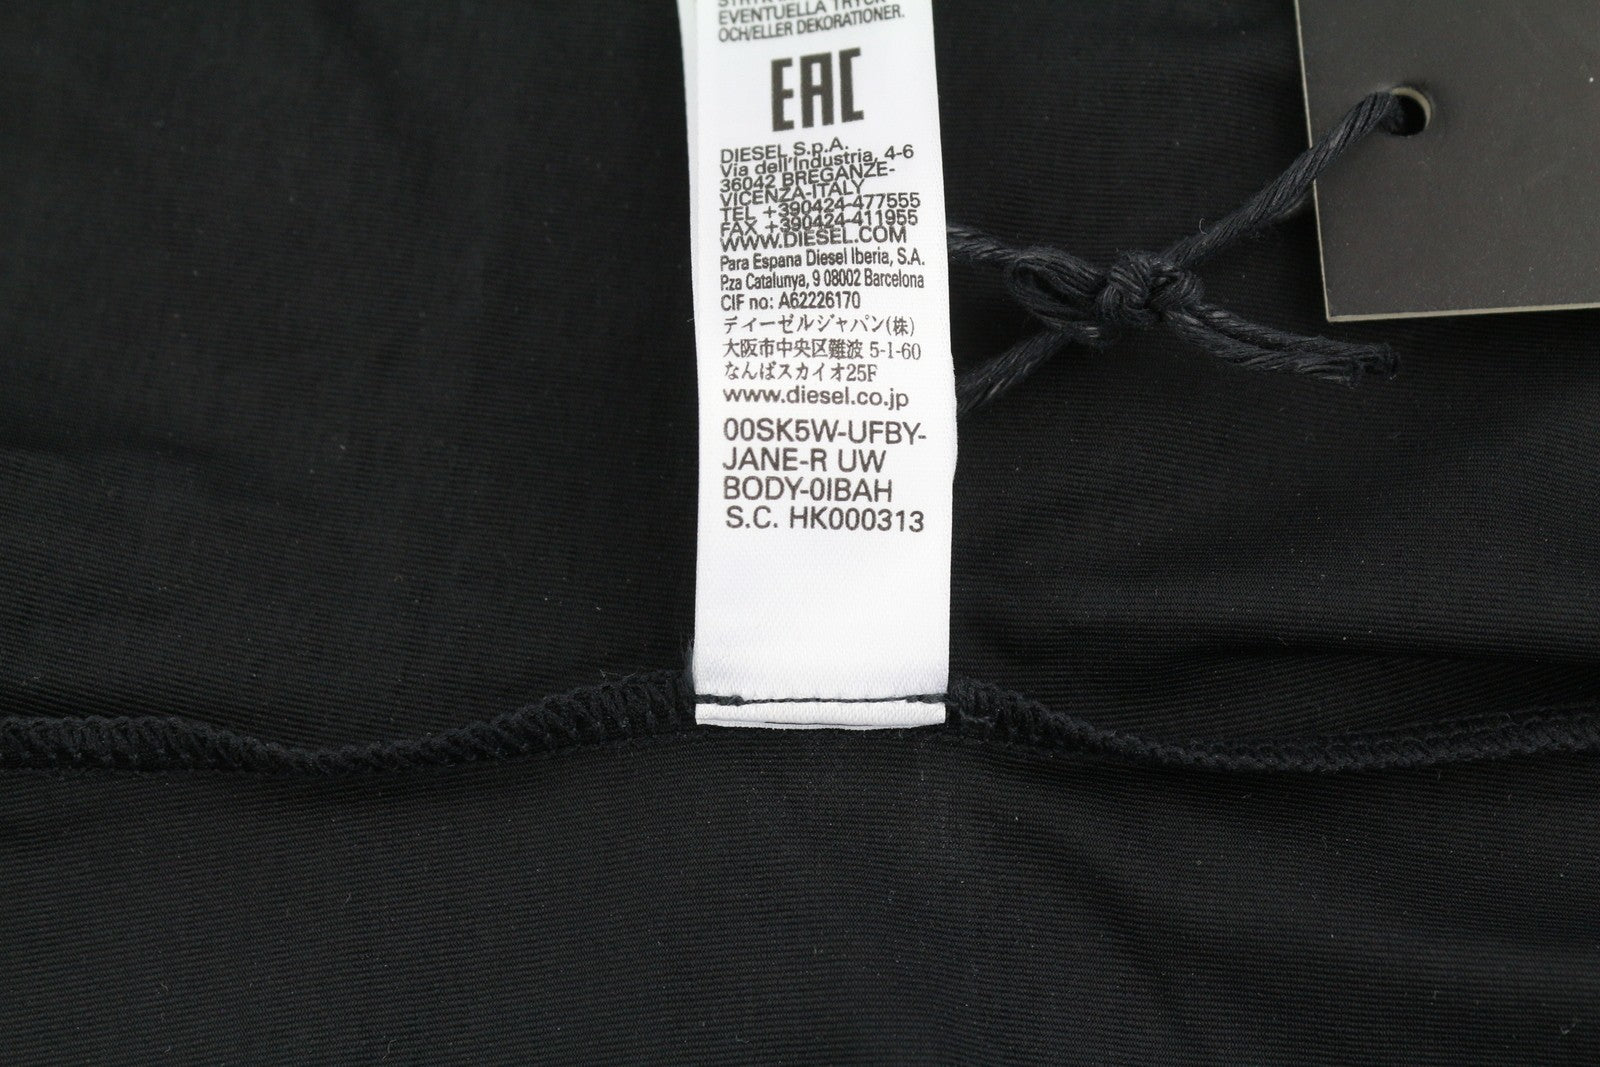 EVENTUELLA TRYCK
OCH/ELLER DEKORATIONER.
EAC
DIESEL S.p.A.
Via dell'Industria, 4-6
36042 BREGANZE-
VICENZA-ITALY
TEL +390424-477555
FAX +390424-411955
WWW.DIESEL.COM
Para Espana Diesel Iberia, S.A.
P.za Catalunya, 9 08002 Barcelona
CIF no: A62226170
ディーゼルジャパン(株)
大阪市中央区難波 5-1-60
なんばスカイオ25F
www.diesel.co.jp
00SK5W-UFBY-
JANE-R UW
BODY-0IBAH
S.C. HK000313